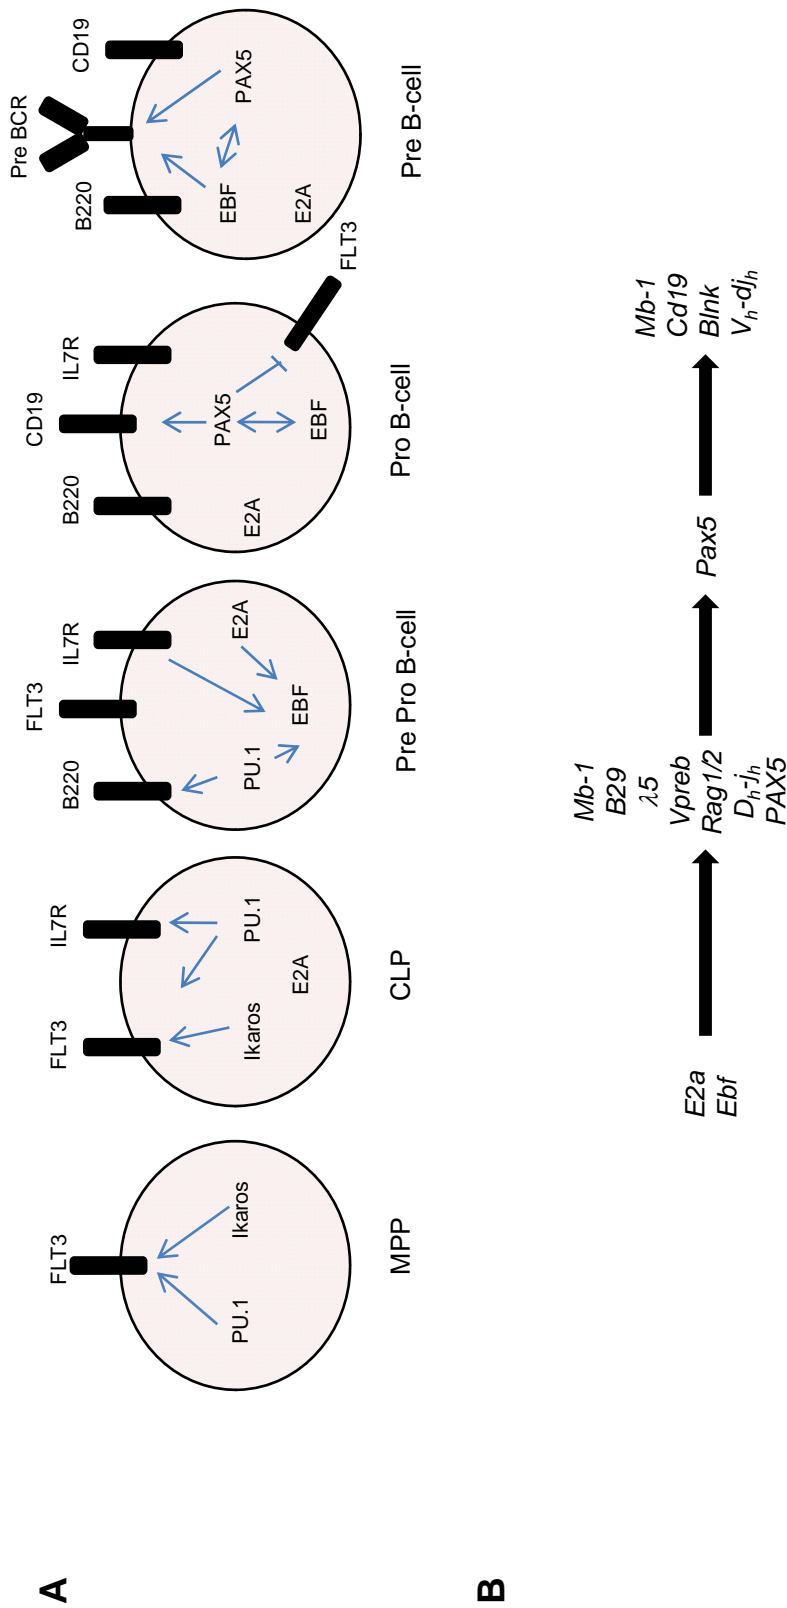 A
FLT3
PU.1
Ikaros
MPP
FLT3
IL7R
Ikaros
PU.1
E2A
CLP
B220
FLT3
IL7R
PU.1
E2A
EBF
Pre Pro B-cell
B220
CD19
IL7R
E2A
PAX5
EBF
FLT3
Pro B-cell
B220
Pre BCR
CD19
EBF
PAX5
E2A
Pre B-cell
B
E2a
Ebf
Mb-1
B29
λ5
Vpreb
Rag1/2
Dh-jh
PAX5
Pax5
Mb-1
Cd19
Blnk
Vh-djh